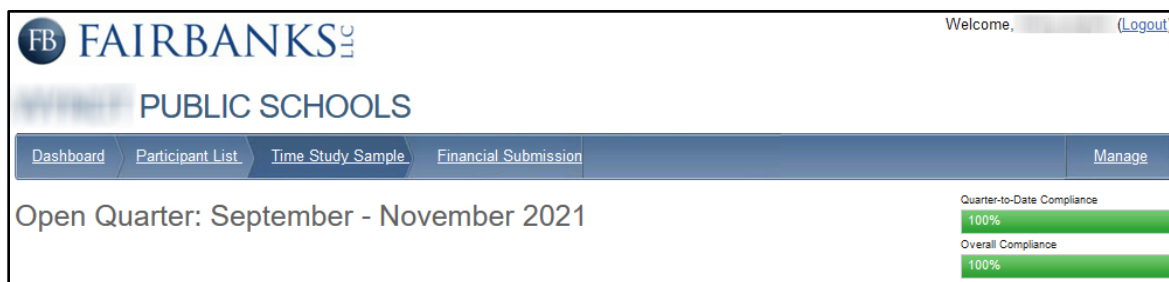 FB FAIRBANKS LLC
Welcome, (Logout)
PUBLIC SCHOOLS
Dashboard Participant List Time Study Sample Financial Submission Manage
Open Quarter: September - November 2021
Quarter-to-Date Compliance
100%
Overall Compliance
100%